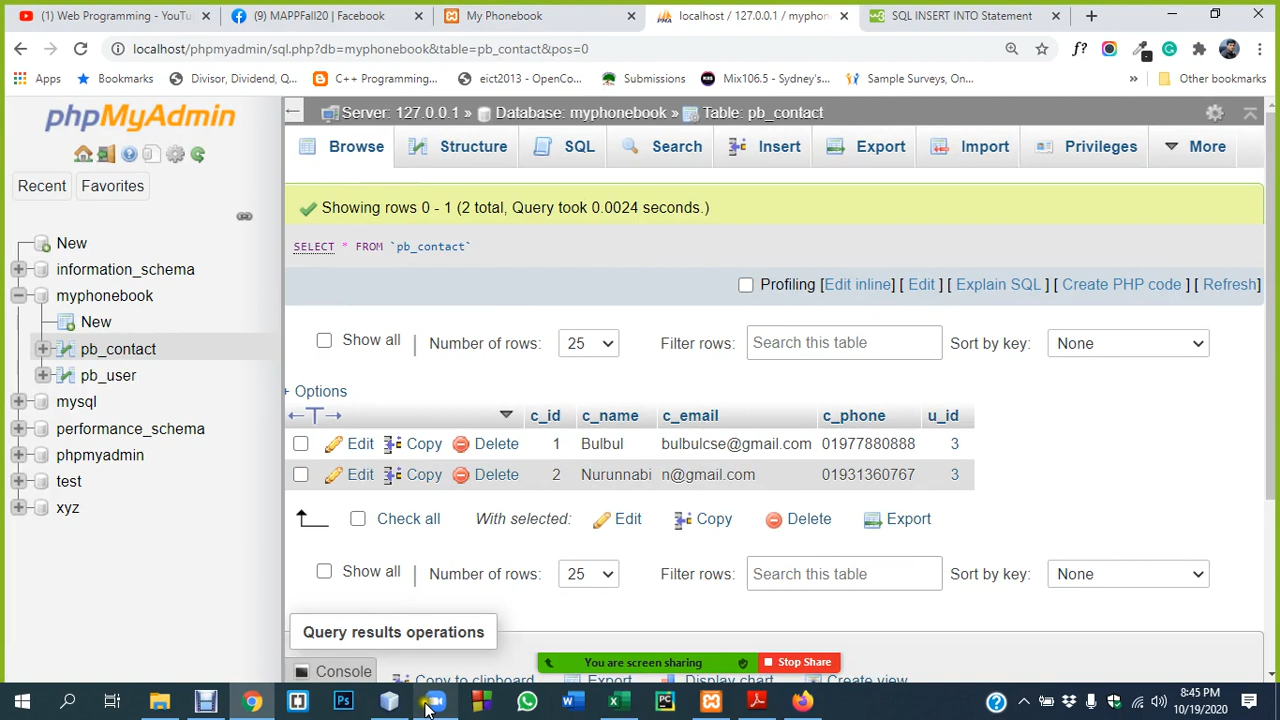 (1) Web Programming - YouTu
(9) MAPPFall20 | Facebook
My Phonebook
localhost / 127.0.0.1 / myphon
SQL INSERT INTO Statement
localhost/phpmyadmin/sql.php?db=myphonebook&table=pb_contact&pos=0
Apps
Bookmarks
Divisor, Dividend, Q...
C++ Programming...
eict2013 - OpenCo...
Submissions
Mix106.5 - Sydney's...
Sample Surveys, On...
»
Other bookmarks
phpMyAdmin
Recent
Favorites
New
information_schema
myphonebook
New
pb_contact
pb_user
mysql
performance_schema
phpmyadmin
test
xyz
Server: 127.0.0.1 » Database: myphonebook » Table: pb_contact
Browse Structure SQL Search Insert Export Import Privileges More
Showing rows 0 - 1 (2 total, Query took 0.0024 seconds.)
SELECT * FROM `pb_contact`
Profiling [Edit inline] [ Edit ] [ Explain SQL ] [ Create PHP code ] [ Refresh]
Show all Number of rows: 25 Filter rows: Search this table Sort by key: None
+ Options
c_id c_name c_email c_phone u_id
Edit Copy Delete 1 Bulbul bulbulcse@gmail.com 01977880888 3
Edit Copy Delete 2 Nurunnabi n@gmail.com 01931360767 3
Check all With selected: Edit Copy Delete Export
Show all Number of rows: 25 Filter rows: Search this table Sort by key: None
Query results operations
You are screen sharing Stop Share
Console
Copy to clipboard Export Display chart Create view
8:45 PM
10/19/2020